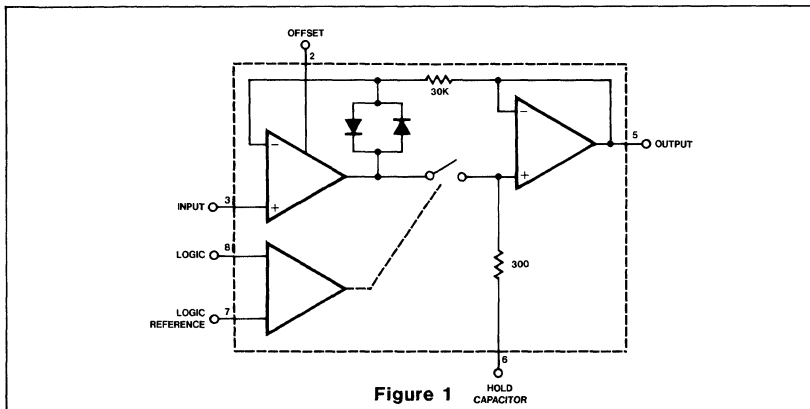 OFFSET
2
30K
−
−
5
OUTPUT
+
INPUT
3
+
LOGIC
8
300
LOGIC
REFERENCE
7
6
Figure 1
HOLD
CAPACITOR